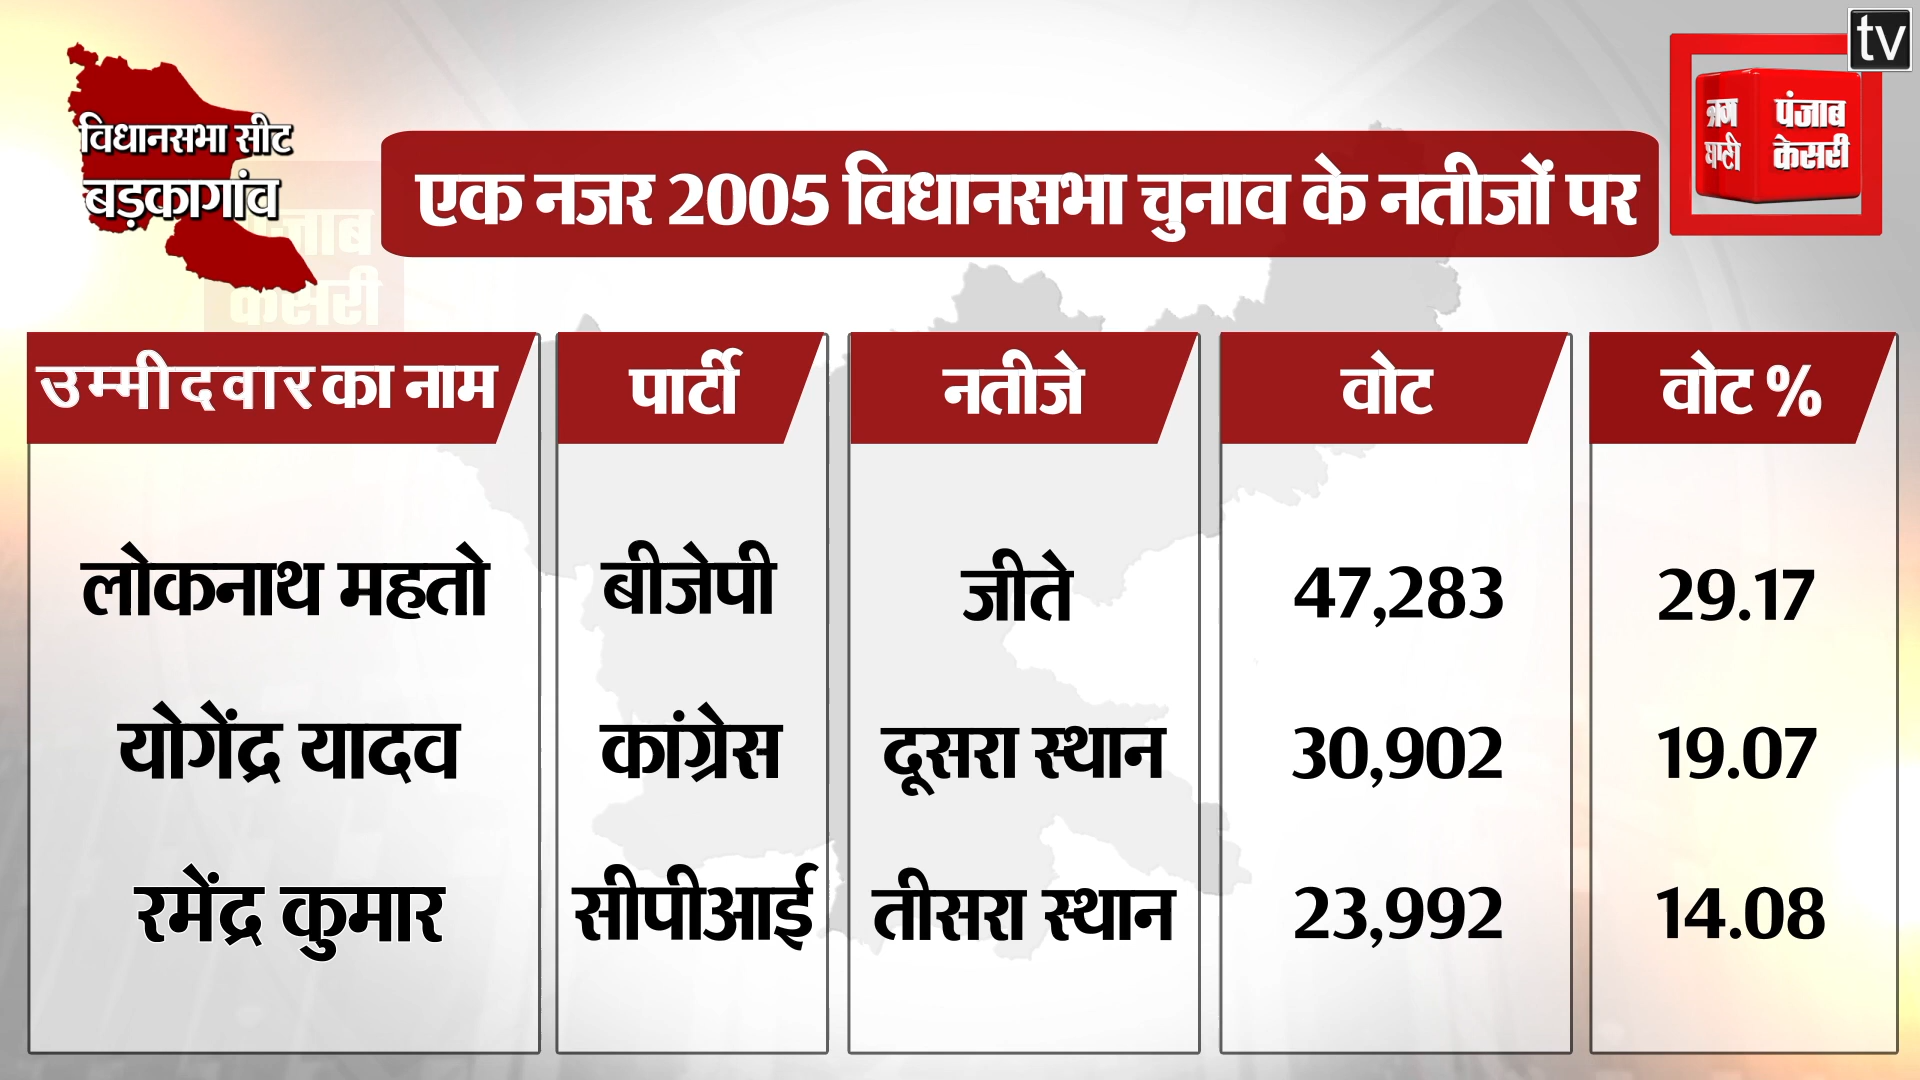 tv
पंजाब
केसरी
विधानसभा सीट
बड़कागांव
एक नजर 2005 विधानसभा चुनाव के नतीजों पर
उम्मीदवार का नाम पार्टी नतीजे वोट वोट %
लोकनाथ महतो बीजेपी जीते 47,283 29.17
योगेंद्र यादव कांग्रेस दूसरा स्थान 30,902 19.07
रमेंद्र कुमार सीपीआई तीसरा स्थान 23,992 14.08